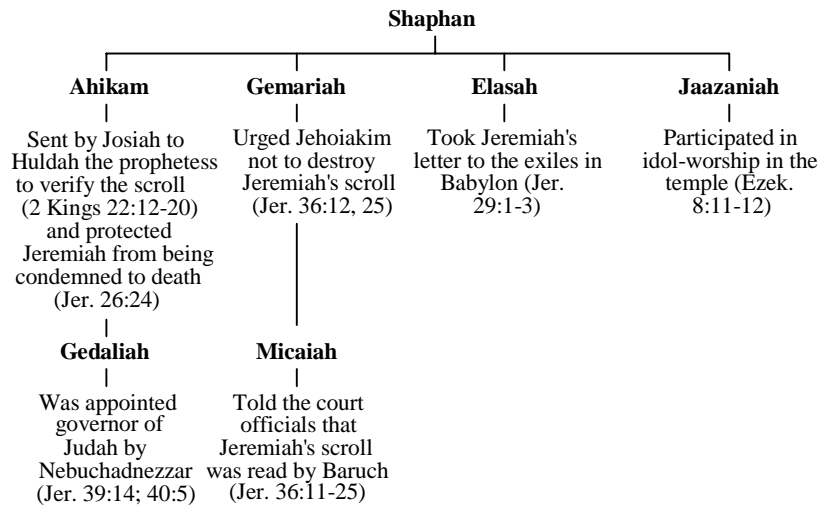 Shaphan
Ahikam
Sent by Josiah to
Huldah the prophetess
to verify the scroll
(2 Kings 22:12-20)
and protected
Jeremiah from being
condemned to death
(Jer. 26:24)
Gedaliah
Was appointed
governor of
Judah by
Nebuchadnezzar
(Jer. 39:14; 40:5)
Gemariah
Urged Jehoiakim
not to destroy
Jeremiah's scroll
(Jer. 36:12, 25)
Micaiah
Told the court
officials that
Jeremiah's scroll
was read by Baruch
(Jer. 36:11-25)
Elasah
Took Jeremiah's
letter to the exiles in
Babylon (Jer.
29:1-3)
Jaazaniah
Participated in
idol-worship in the
temple (Ezek.
8:11-12)